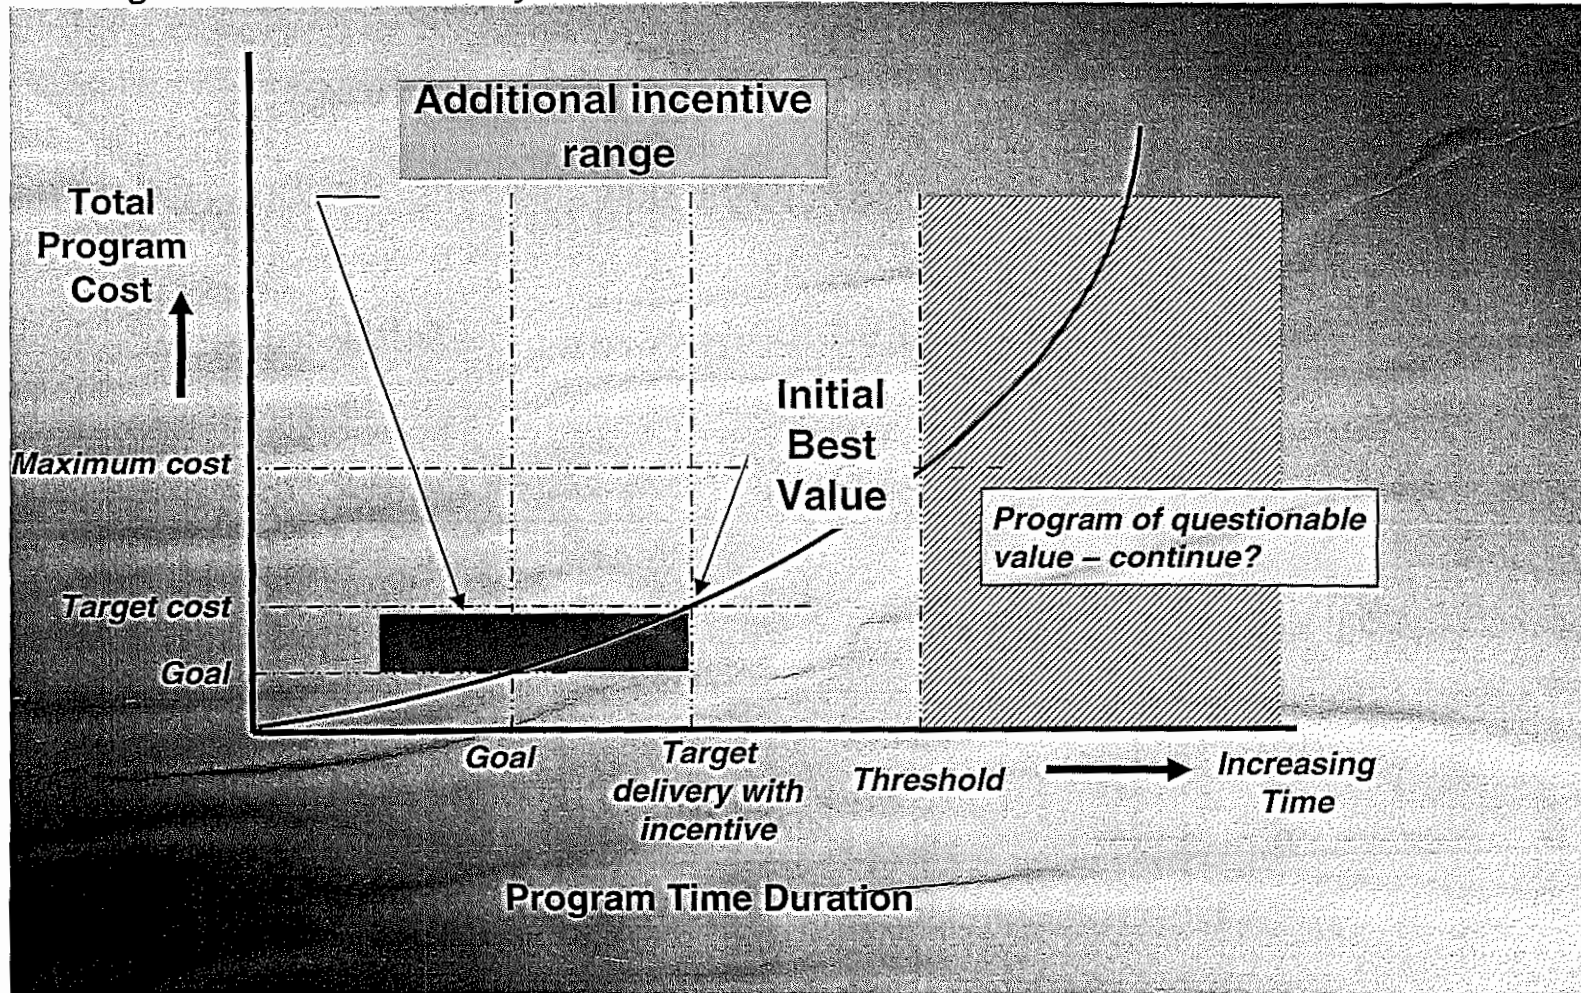 Additional incentive
range
Total
Program
Cost
Initial
Best
Value
Maximum cost
Program of questionable
value – continue?
Target cost
Goal
Goal
Target
delivery with
incentive
Threshold
Increasing
Time
Program Time Duration